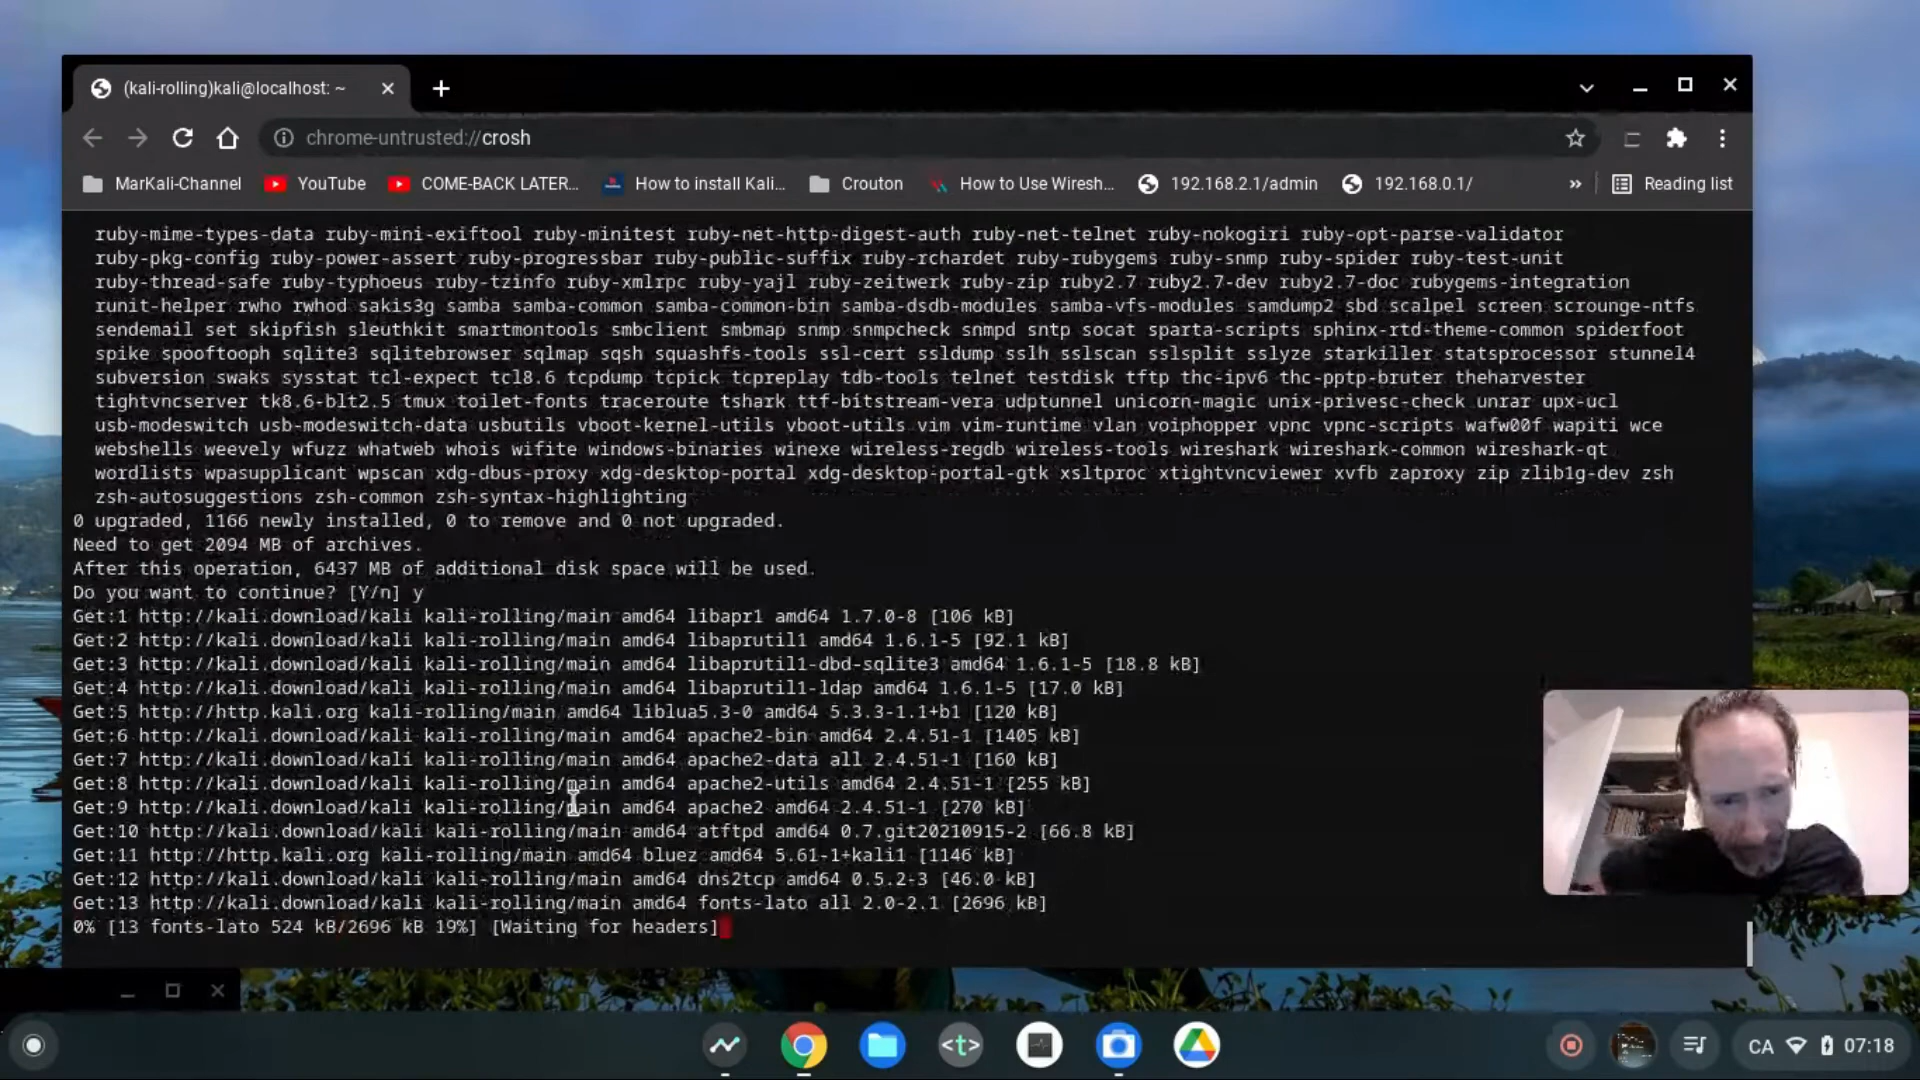 (kali-rolling)kali@localhost: ~
chrome-untrusted://crosh
MarKali-Channel YouTube COME-BACK LATER... How to install Kali... Crouton How to Use Wiresh... 192.168.2.1/admin 192.168.0.1/ » Reading list
ruby-mime-types-data ruby-mini-exiftool ruby-minitest ruby-net-http-digest-auth ruby-net-telnet ruby-nokogiri ruby-opt-parse-validator
ruby-pkg-config ruby-power-assert ruby-progressbar ruby-public-suffix ruby-rchardet ruby-rubygems ruby-snmp ruby-spider ruby-test-unit
ruby-thread-safe ruby-typhoeus ruby-tzinfo ruby-xmlrpc ruby-yajl ruby-zeitwerk ruby-zip ruby2.7 ruby2.7-dev ruby2.7-doc rubygems-integration
runit-helper rwho rwhod sakis3g samba samba-common samba-common-bin samba-dsdb-modules samba-vfs-modules samdump2 sbd scalpel screen scrounge-ntfs
sendemail set skipfish sleuthkit smartmontools smbclient smbmap snmp snmpcheck snmpd sntp socat sparta-scripts sphinx-rtd-theme-common spiderfoot
spike spooftooph sqlite3 sqlitebrowser sqlmap sqsh squashfs-tools ssl-cert ssldump sslh sslscan sslsplit sslyze starkiller statsprocessor stunnel4
subversion swaks sysstat tcl-expect tcl8.6 tcpdump tcpick tcpreplay tdb-tools telnet testdisk tftp thc-ipv6 thc-pptp-bruter theharvester
tightvncserver tk8.6-blt2.5 tmux toilet-fonts traceroute tshark ttf-bitstream-vera udptunnel unicorn-magic unix-privesc-check unrar upx-ucl
usb-modeswitch usb-modeswitch-data usbutils vboot-kernel-utils vboot-utils vim vim-runtime vlan voiphopper vpnc vpnc-scripts wafw00f wapiti wce
webshells weevely wfuzz whatweb whois wifite windows-binaries winexe wireless-regdb wireless-tools wireshark wireshark-common wireshark-qt
wordlists wpasupplicant wpscan xdg-dbus-proxy xdg-desktop-portal xdg-desktop-portal-gtk xsltproc xtightvncviewer xvfb zaproxy zip zlib1g-dev zsh
zsh-autosuggestions zsh-common zsh-syntax-highlighting
0 upgraded, 1166 newly installed, 0 to remove and 0 not upgraded.
Need to get 2094 MB of archives.
After this operation, 6437 MB of additional disk space will be used.
Do you want to continue? [Y/n] y
Get:1 http://kali.download/kali kali-rolling/main amd64 libapr1 amd64 1.7.0-8 [106 kB]
Get:2 http://kali.download/kali kali-rolling/main amd64 libaprutil1 amd64 1.6.1-5 [92.1 kB]
Get:3 http://kali.download/kali kali-rolling/main amd64 libaprutil1-dbd-sqlite3 amd64 1.6.1-5 [18.8 kB]
Get:4 http://kali.download/kali kali-rolling/main amd64 libaprutil1-ldap amd64 1.6.1-5 [17.0 kB]
Get:5 http://http.kali.org kali-rolling/main amd64 liblua5.3-0 amd64 5.3.3-1.1+b1 [120 kB]
Get:6 http://kali.download/kali kali-rolling/main amd64 apache2-bin amd64 2.4.51-1 [1405 kB]
Get:7 http://kali.download/kali kali-rolling/main amd64 apache2-data all 2.4.51-1 [160 kB]
Get:8 http://kali.download/kali kali-rolling/main amd64 apache2-utils amd64 2.4.51-1 [255 kB]
Get:9 http://kali.download/kali kali-rolling/main amd64 apache2 amd64 2.4.51-1 [270 kB]
Get:10 http://kali.download/kali kali-rolling/main amd64 atftpd amd64 0.7.git20210915-2 [66.8 kB]
Get:11 http://http.kali.org kali-rolling/main amd64 bluez amd64 5.61-1+kali1 [1146 kB]
Get:12 http://kali.download/kali kali-rolling/main amd64 dns2tcp amd64 0.5.2-3 [46.0 kB]
Get:13 http://kali.download/kali kali-rolling/main amd64 fonts-lato all 2.0-2.1 [2696 kB]
0% [13 fonts-lato 524 kB/2696 kB 19%] [Waiting for headers]
<t>
CA 07:18